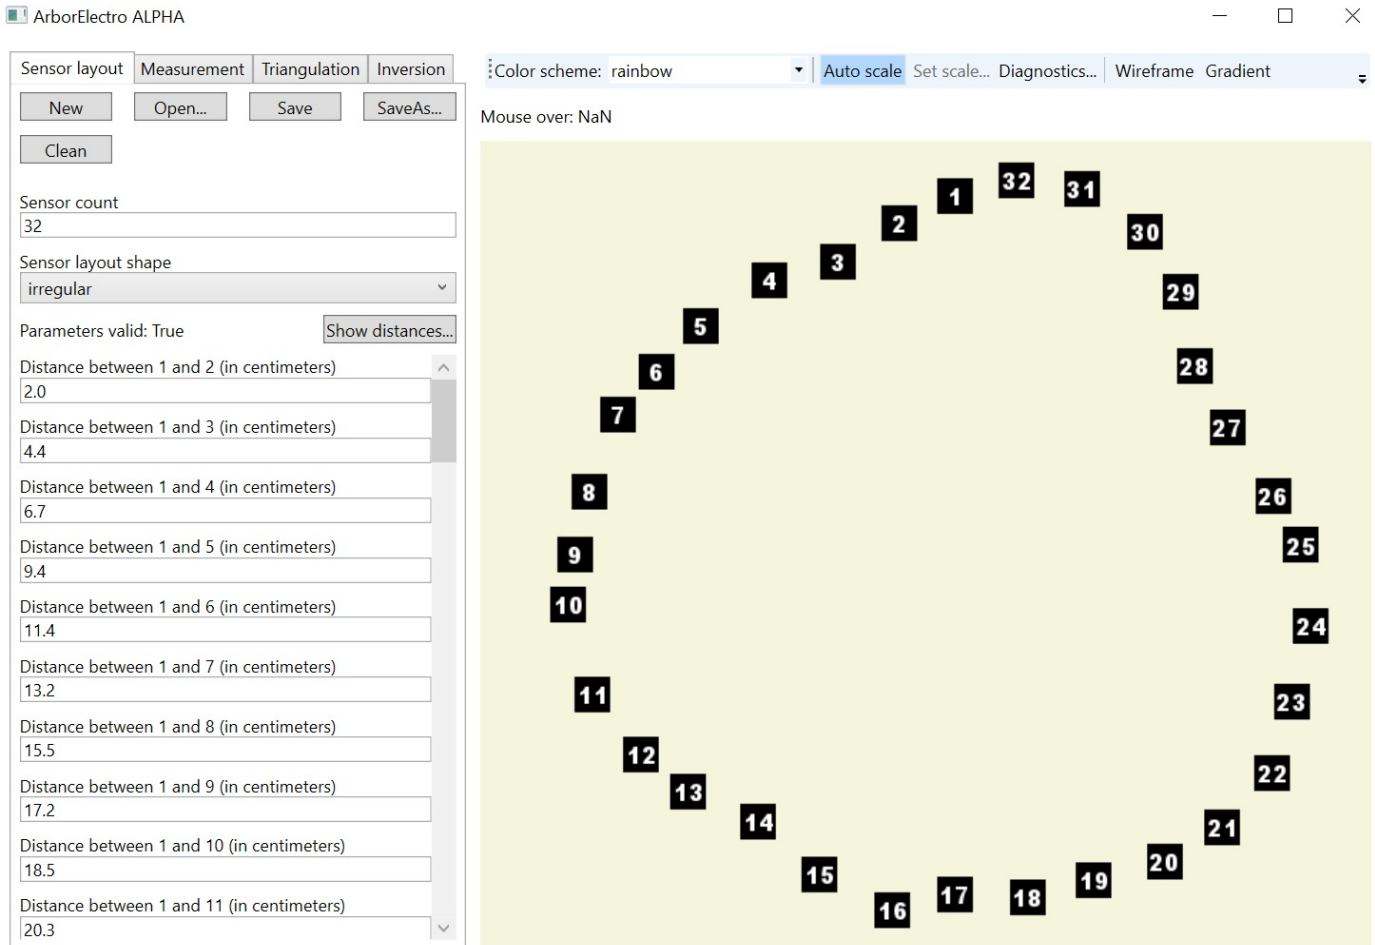 ArborElectro ALPHA
Sensor layout Measurement Triangulation Inversion
New Open... Save SaveAs...
Clean
Sensor count
32
Sensor layout shape
irregular
Parameters valid: True Show distances...
Distance between 1 and 2 (in centimeters)
2.0
Distance between 1 and 3 (in centimeters)
4.4
Distance between 1 and 4 (in centimeters)
6.7
Distance between 1 and 5 (in centimeters)
9.4
Distance between 1 and 6 (in centimeters)
11.4
Distance between 1 and 7 (in centimeters)
13.2
Distance between 1 and 8 (in centimeters)
15.5
Distance between 1 and 9 (in centimeters)
17.2
Distance between 1 and 10 (in centimeters)
18.5
Distance between 1 and 11 (in centimeters)
20.3
Color scheme: rainbow Auto scale Set scale... Diagnostics... Wireframe Gradient
Mouse over: NaN
1
2
3
4
5
6
7
8
9
10
11
12
13
14
15
16
17
18
19
20
21
22
23
24
25
26
27
28
29
30
31
32